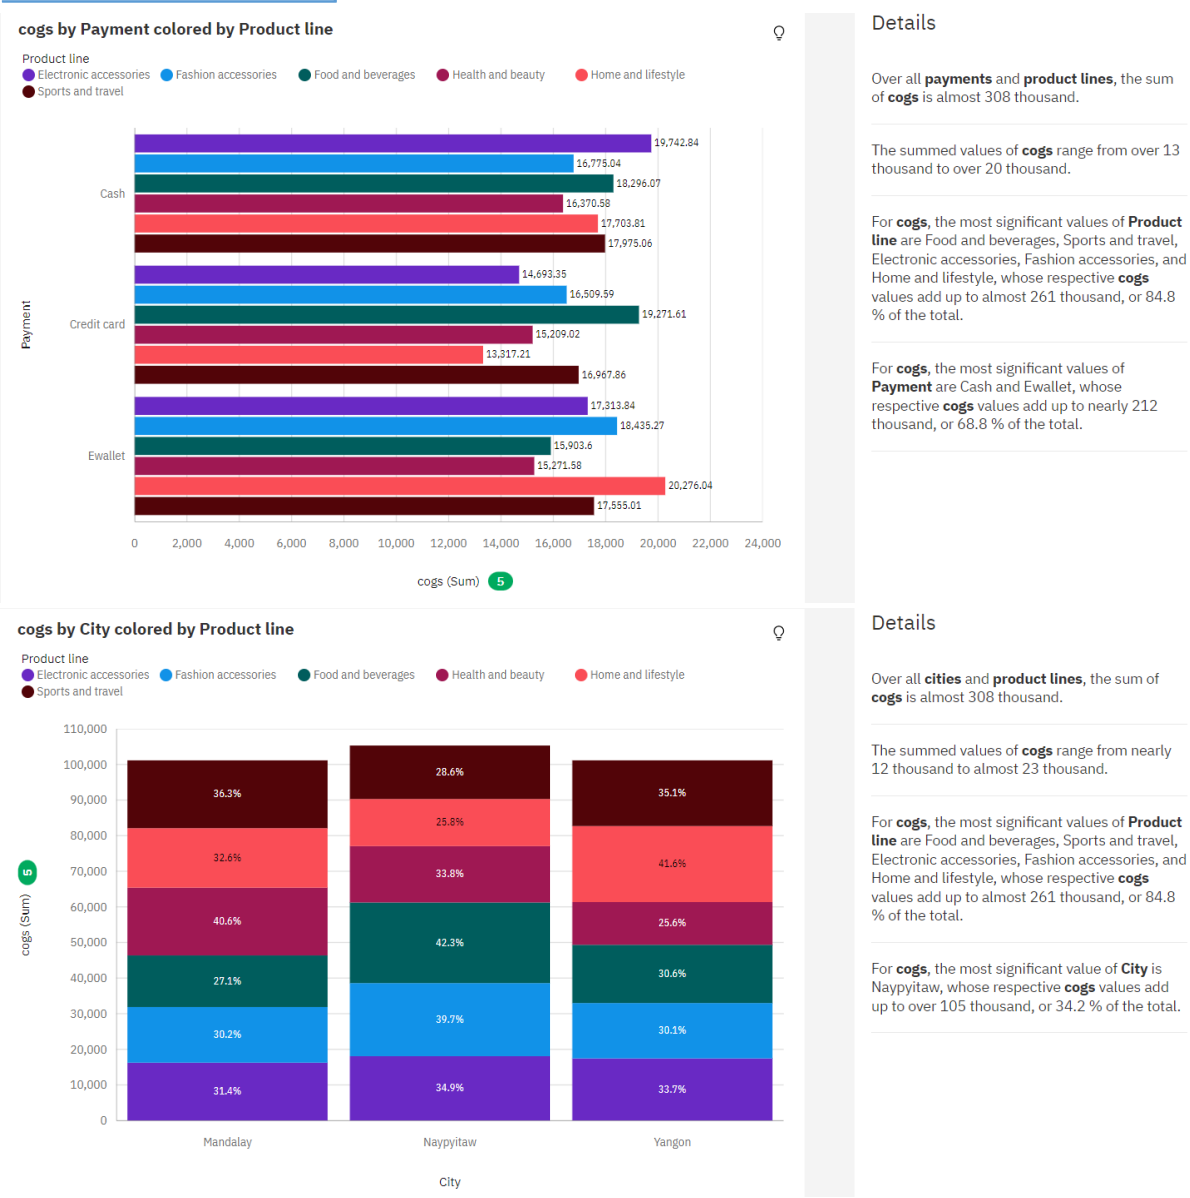 cogs by Payment colored by Product line
Product line
Electronic accessories Fashion accessories Food and beverages Health and beauty Home and lifestyle
Sports and travel
Payment
Cash
19,742.84
16,775.04
18,296.07
16,370.58
17,703.81
17,975.06
Credit card
14,693.35
16,509.59
19,271.61
15,209.02
13,317.21
16,967.86
Ewallet
17,313.84
18,435.27
15,903.6
15,271.58
20,276.04
17,555.01
0 2,000 4,000 6,000 8,000 10,000 12,000 14,000 16,000 18,000 20,000 22,000 24,000
cogs (Sum) 5
Details
Over all payments and product lines, the sum
of cogs is almost 308 thousand.
The summed values of cogs range from over 13
thousand to over 20 thousand.
For cogs, the most significant values of Product
line are Food and beverages, Sports and travel,
Electronic accessories, Fashion accessories, and
Home and lifestyle, whose respective cogs
values add up to almost 261 thousand, or 84.8
% of the total.
For cogs, the most significant values of
Payment are Cash and Ewallet, whose
respective cogs values add up to nearly 212
thousand, or 68.8 % of the total.
cogs by City colored by Product line
Product line
Electronic accessories Fashion accessories Food and beverages Health and beauty Home and lifestyle
Sports and travel
cogs (Sum) 5
110,000
100,000
90,000
80,000
70,000
60,000
50,000
40,000
30,000
20,000
10,000
0
36.3%
32.6%
40.6%
27.1%
30.2%
31.4%
28.6%
25.8%
33.8%
42.3%
39.7%
34.9%
35.1%
41.6%
25.6%
30.6%
30.1%
33.7%
Mandalay Naypyitaw Yangon
City
Details
Over all cities and product lines, the sum of
cogs is almost 308 thousand.
The summed values of cogs range from nearly
12 thousand to almost 23 thousand.
For cogs, the most significant values of Product
line are Food and beverages, Sports and travel,
Electronic accessories, Fashion accessories, and
Home and lifestyle, whose respective cogs
values add up to almost 261 thousand, or 84.8
% of the total.
For cogs, the most significant value of City is
Naypyitaw, whose respective cogs values add
up to over 105 thousand, or 34.2 % of the total.